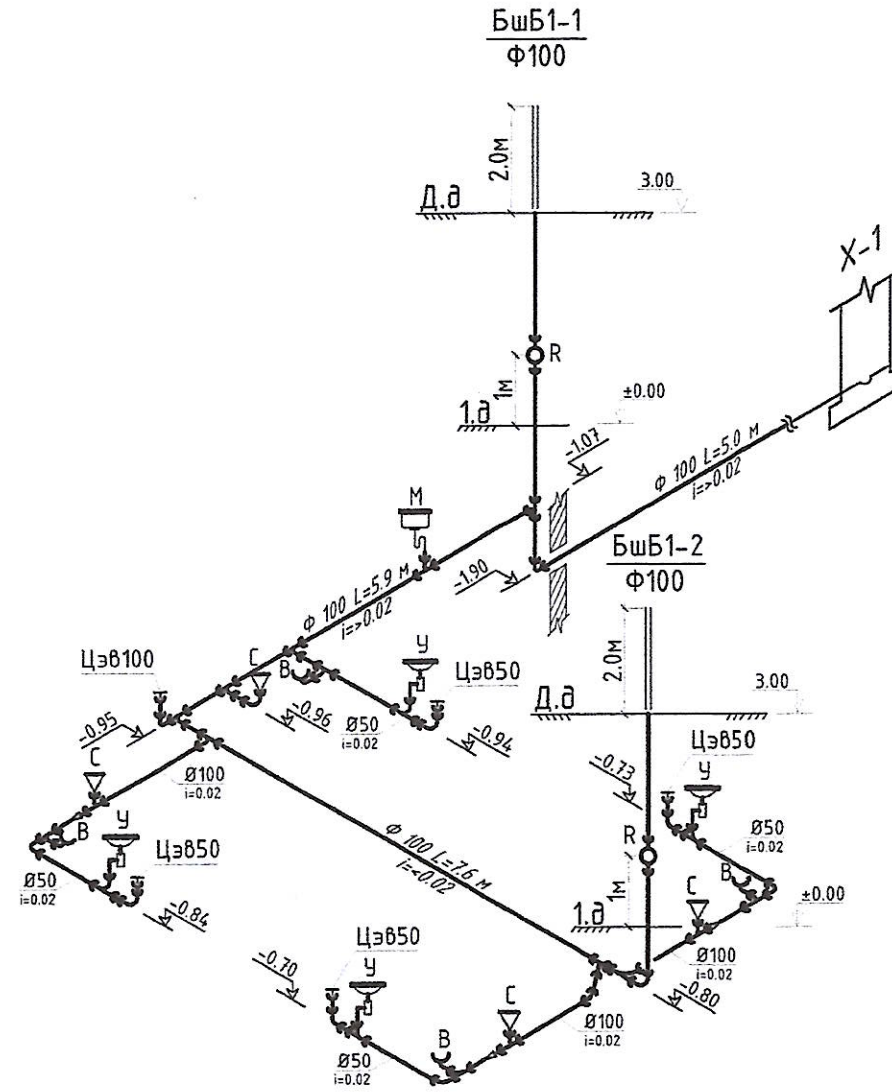 БшБ1-1
Ф100
2.0м
Д.д
3.00
X-1
R
1м
1.д
±0.00
-1.07
ф 100 L=5.0 м
i=>0.02
М
БшБ1-2
Ф100
-1.90
ф 100 L=5.9 м
i=>0.02
2.0м
Цэв100
С
В
У
Цэв50
3.00
Д.д
-0.95
-0.96
Ø50
i=0.02
-0.94
-0.73
Цэв50
У
С
Ø100
i=0.02
В
У
Цэв50
R
Ø50
i=0.02
ф 100 L=7.6 м
i=<0.02
1м
В
С
±0.00
Ø50
i=0.02
-0.84
1.д
Ø100
i=0.02
-0.70
Цэв50
У
С
-0.80
Ø100
i=0.02
В
Ø50
i=0.02